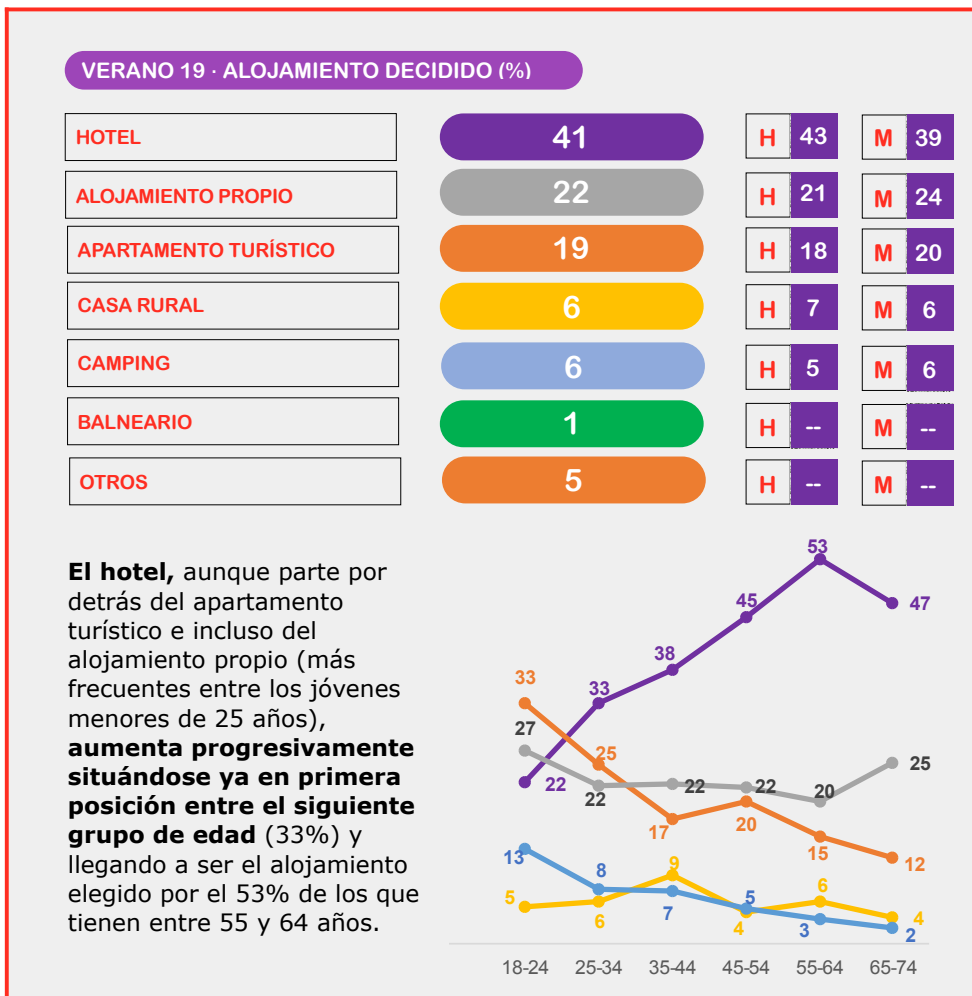 VERANO 19 · ALOJAMIENTO DECIDIDO (%)
HOTEL 41 H 43 M 39
ALOJAMIENTO PROPIO 22 H 21 M 24
APARTAMENTO TURÍSTICO 19 H 18 M 20
CASA RURAL 6 H 7 M 6
CAMPING 6 H 5 M 6
BALNEARIO 1 H -- M --
OTROS 5 H -- M --
El hotel, aunque parte por
detrás del apartamento
turístico e incluso del
alojamiento propio (más
frecuentes entre los jóvenes
menores de 25 años),
aumenta progresivamente
situándose ya en primera
posición entre el siguiente
grupo de edad (33%) y
llegando a ser el alojamiento
elegido por el 53% de los que
tienen entre 55 y 64 años.
22 33 38 45 53 47
33 25 17 20 15 12
27 22 22 22 20 25
13 8 7 5 3 2
5 6 9 4 6 4
18-24 25-34 35-44 45-54 55-64 65-74